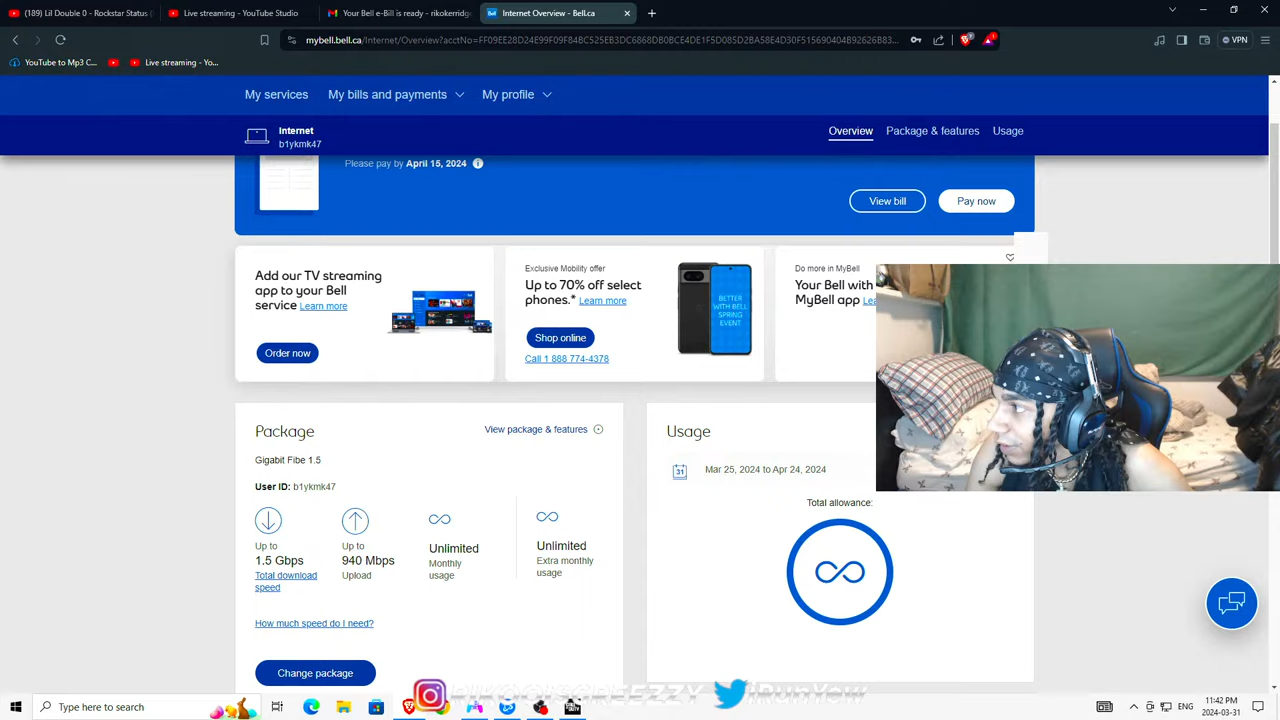 (189) Lil Double 0 - Rockstar Status (
Live streaming - YouTube Studio
Your Bell e-Bill is ready - rikokerridge
Internet Overview - Bell.ca
mybell.bell.ca/Internet/Overview?acctNo=FF09EE28D24E99F09F84BC525EB3DC6868DB0BCE4DE1F5D085D2BA58E4D30F515690404B92626B83...
VPN
YouTube to Mp3 C...
Live streaming - Yo...
My services
My bills and payments
My profile
Internet
b1ykmk47
Overview
Package & features
Usage
Please pay by April 15, 2024
View bill
Pay now
Add our TV streaming
app to your Bell
service Learn more
Order now
Exclusive Mobility offer
Up to 70% off select
phones.* Learn more
BETTER
WITH BELL
SPRING
EVENT
Shop online
Call 1 888 774-4378
Do more in MyBell
Your Bell with
MyBell app
Package
View package & features
Gigabit Fibe 1.5
User ID: b1ykmk47
Up to
1.5 Gbps
Total download
speed
Up to
940 Mbps
Upload
Unlimited
Monthly
usage
Unlimited
Extra monthly
usage
How much speed do I need?
Change package
Usage
31
Mar 25, 2024 to Apr 24, 2024
Total allowance:
Type here to search
ENG
11:42 PM
2024-03-31